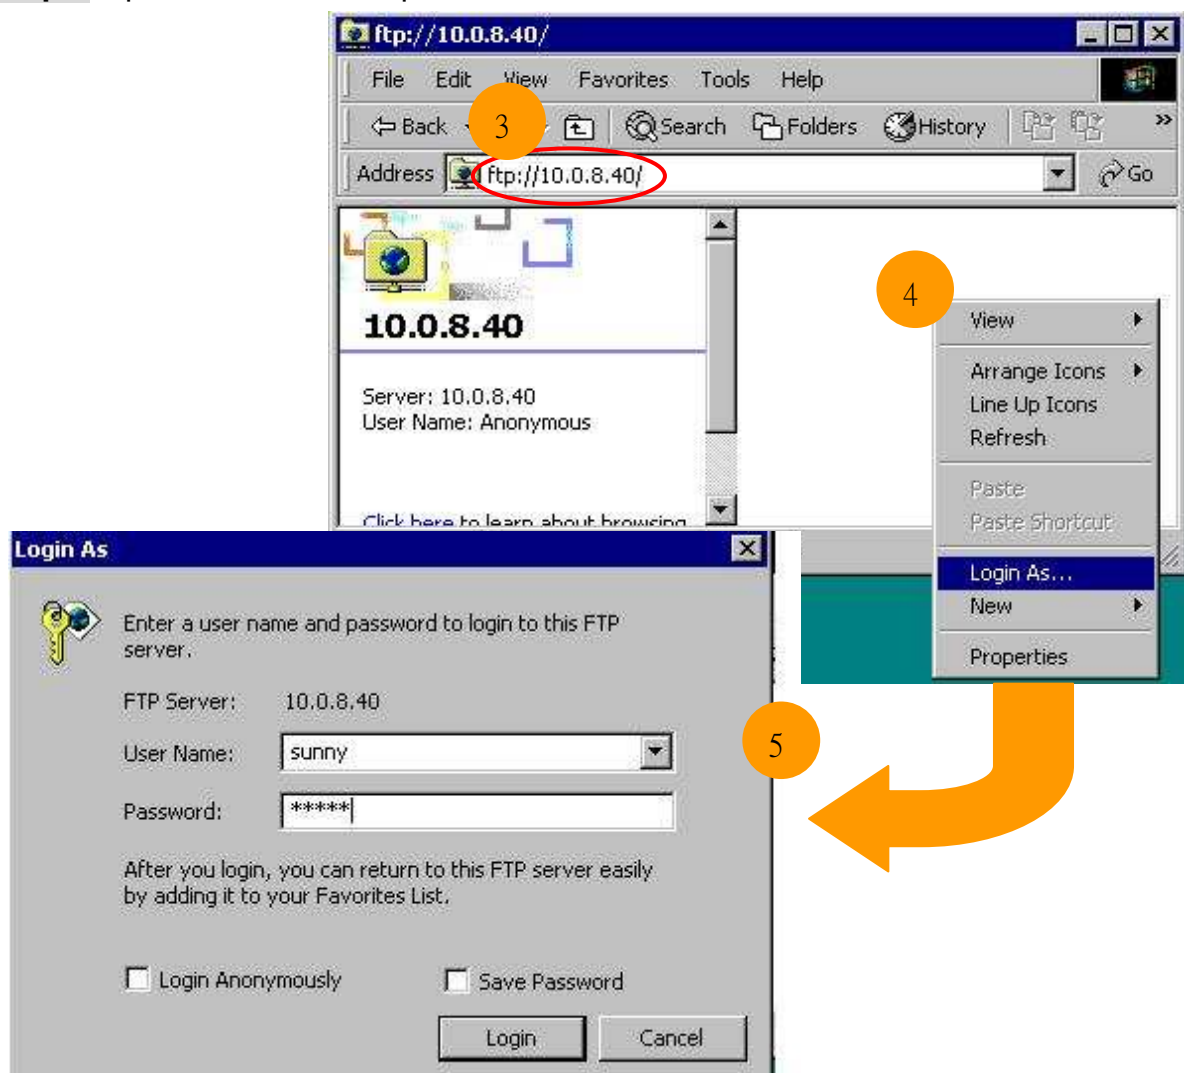 ftp://10.0.8.40/
File Edit View Favorites Tools Help
3
Back Search Folders History »
Address ftp://10.0.8.40/ Go
4
10.0.8.40
Server: 10.0.8.40
User Name: Anonymous
Click here to learn about browsing
View
Arrange Icons
Line Up Icons
Refresh
Paste
Paste Shortcut
Login As...
New
Properties
Login As
Enter a user name and password to login to this FTP
server.
FTP Server: 10.0.8.40
User Name: sunny
5
Password: *****
After you login, you can return to this FTP server easily
by adding it to your Favorites List.
Login Anonymously Save Password
Login Cancel